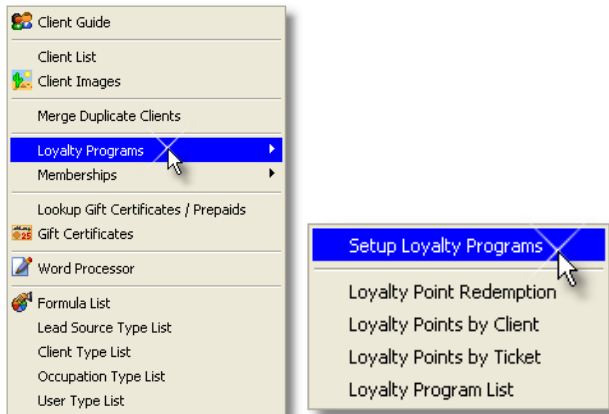 Client Guide
Client List
Client Images
Merge Duplicate Clients
Loyalty Programs
Memberships
Lookup Gift Certificates / Prepaids
Gift Certificates
Word Processor
Formula List
Lead Source Type List
Client Type List
Occupation Type List
User Type List
Setup Loyalty Programs
Loyalty Point Redemption
Loyalty Points by Client
Loyalty Points by Ticket
Loyalty Program List